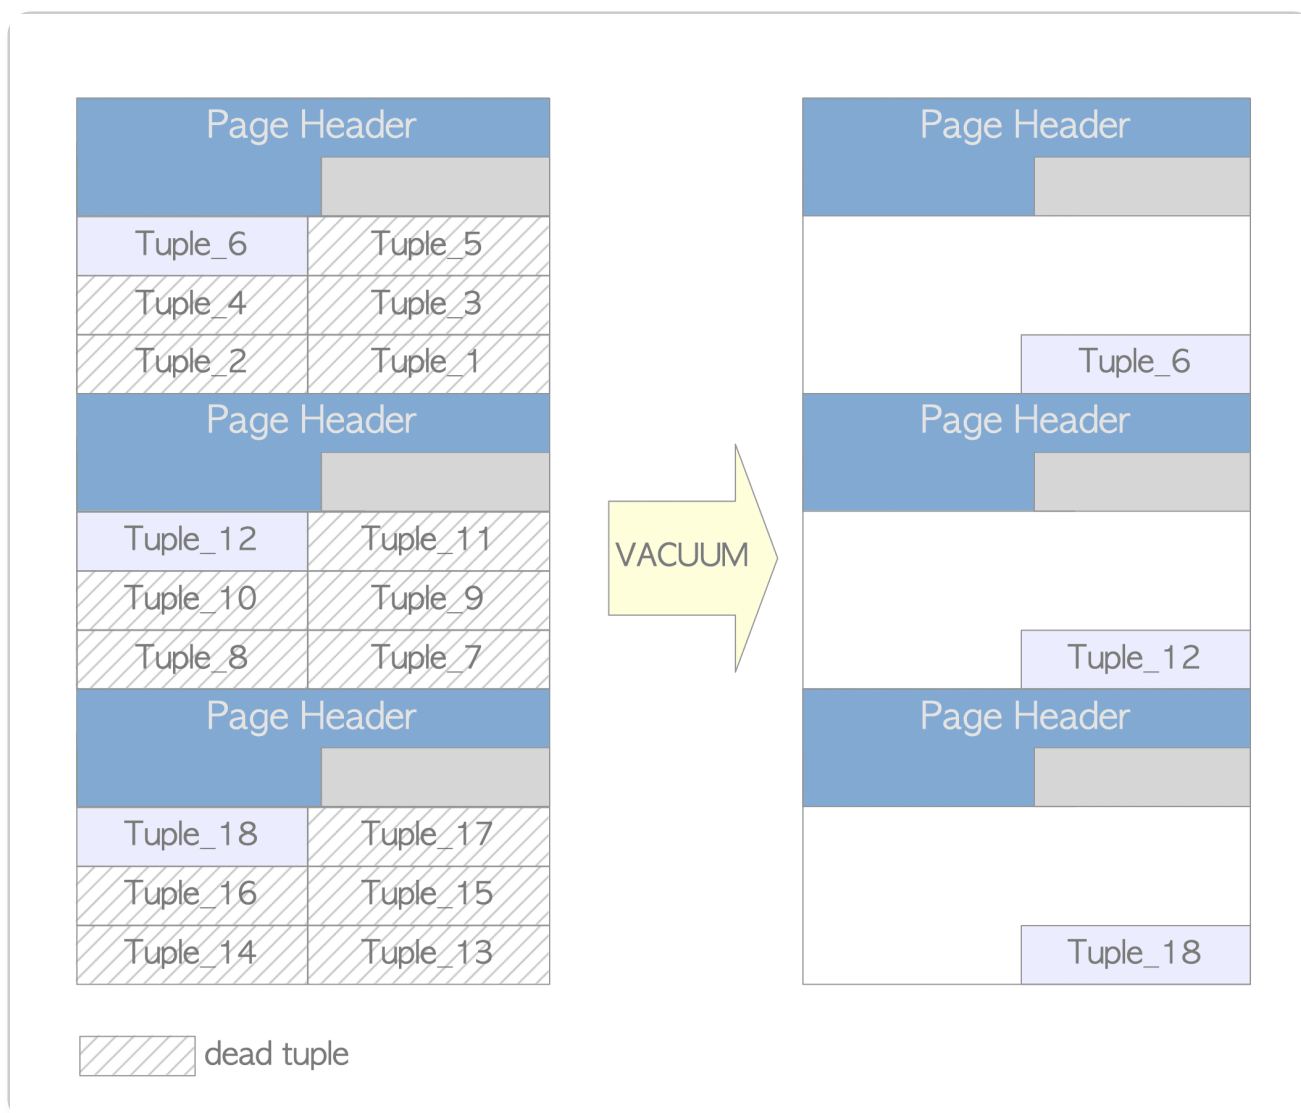 Page Header
Tuple_6 Tuple_5
Tuple_4 Tuple_3
Tuple_2 Tuple_1
Page Header
Tuple_12 Tuple_11
Tuple_10 Tuple_9
Tuple_8 Tuple_7
Page Header
Tuple_18 Tuple_17
Tuple_16 Tuple_15
Tuple_14 Tuple_13
VACUUM
Page Header
Tuple_6
Page Header
Tuple_12
Page Header
Tuple_18
dead tuple